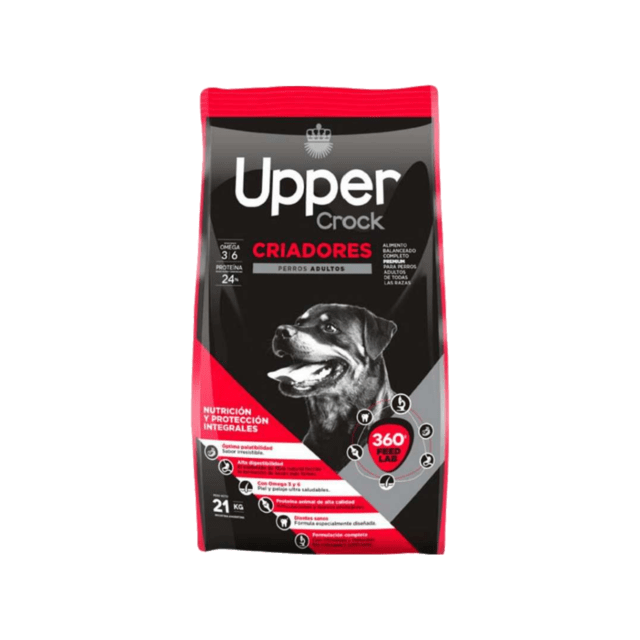 Upper
Crock
CRIADORES
PERROS ADULTOS
OMEGA
3|6
PROTEÍNA
24%
ALIMENTO
BALANCEADO
COMPLETO
PREMIUM
PARA PERROS
ADULTOS
DE TODAS
LAS RAZAS
NUTRICIÓN
Y PROTECCIÓN
INTEGRALES
360°
FEED
LAB
Óptima palatibilidad
Sabor irresistible.
Alta digestibilidad
Con Omega 3 y 6
Piel y pelaje ultra saludables.
Proteína animal de alta calidad
Dientes sanos
Fórmula especialmente diseñada.
Formulación completa
21 KG